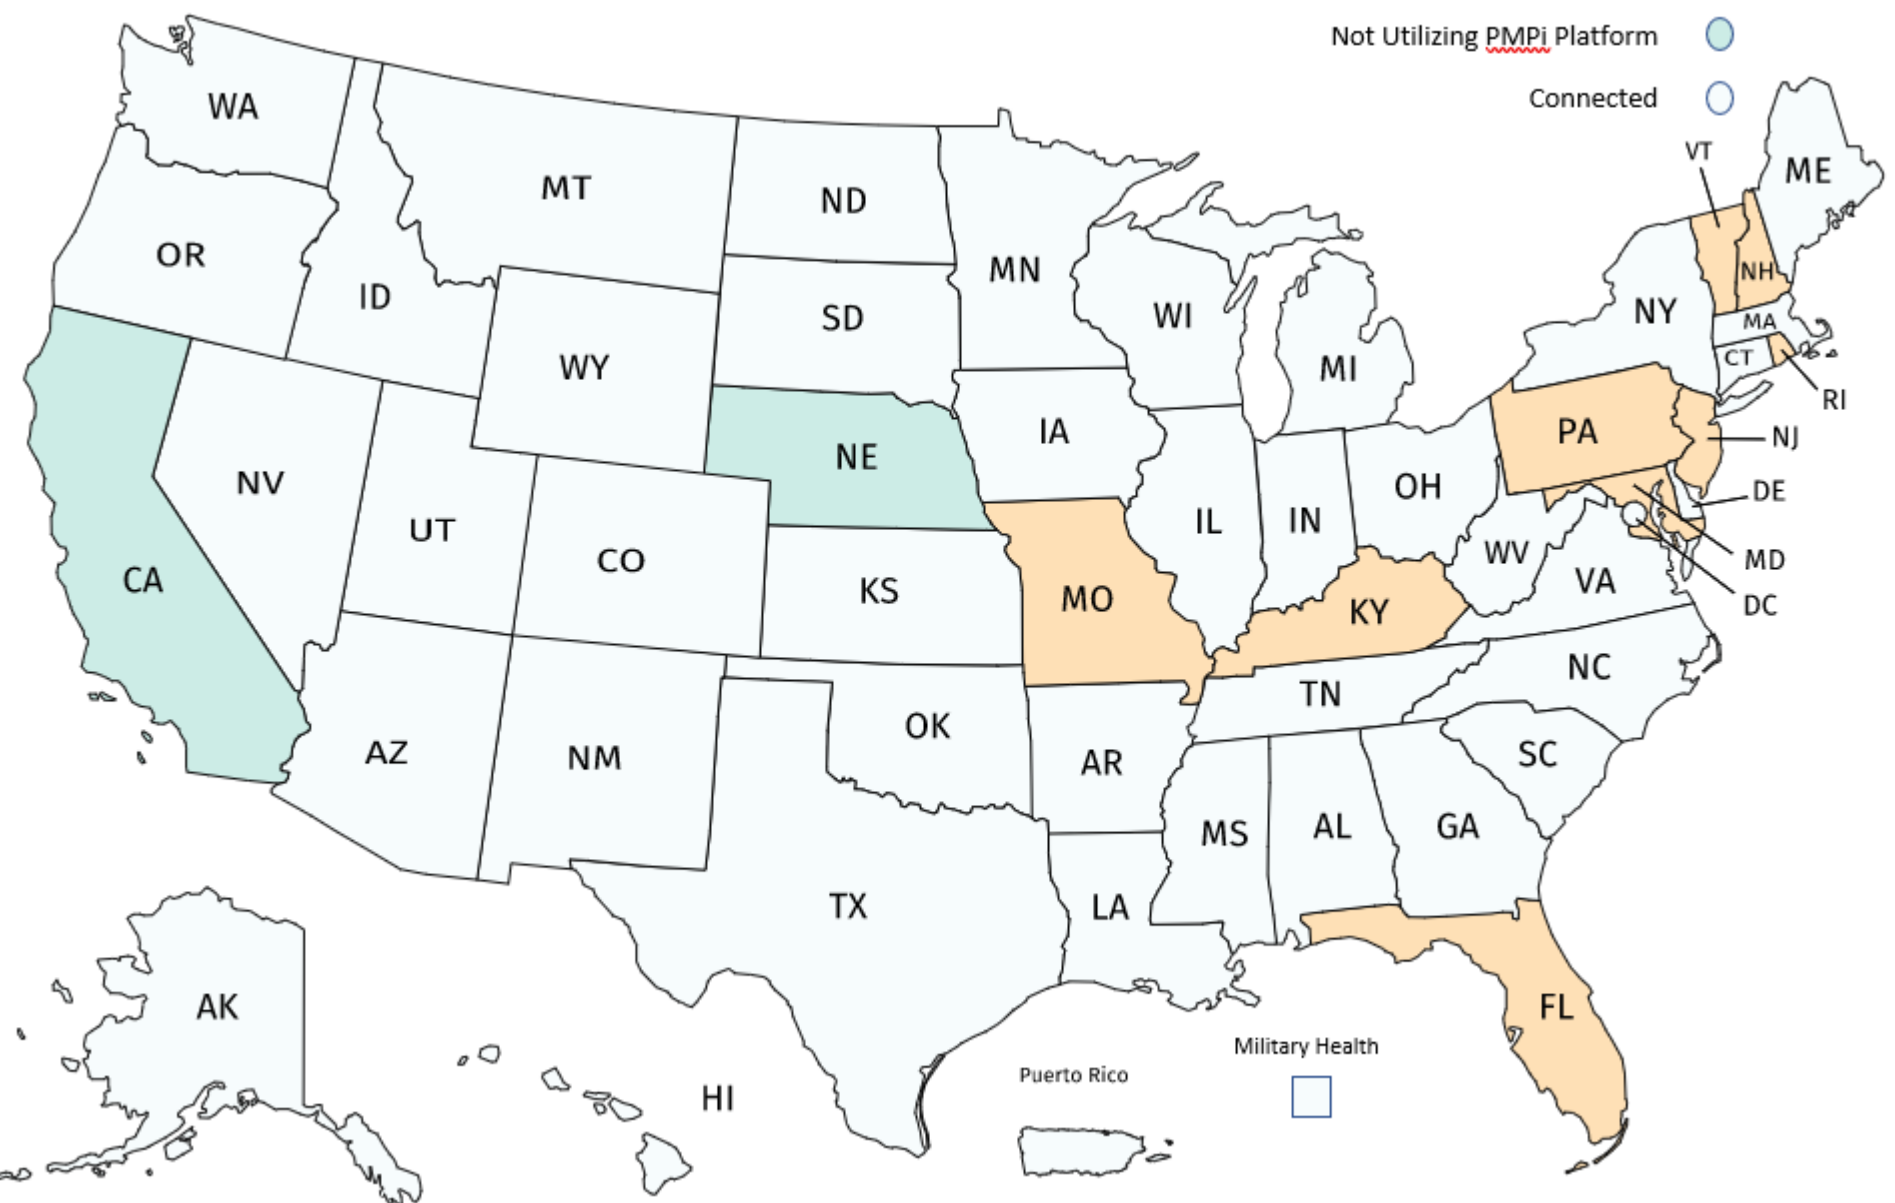 Not Utilizing PMPi Platform
Connected
WA
MT
ND
MN
VT
ME
OR
ID
SD
WI
NH
NY
MA
WY
MI
CT
RI
NE
IA
PA
NJ
NV
OH
DE
UT
CO
IL
IN
WV
MD
CA
KS
MO
KY
VA
DC
NC
TN
AZ
NM
OK
AR
SC
MS
AL
GA
TX
LA
AK
FL
HI
Puerto Rico
Military Health